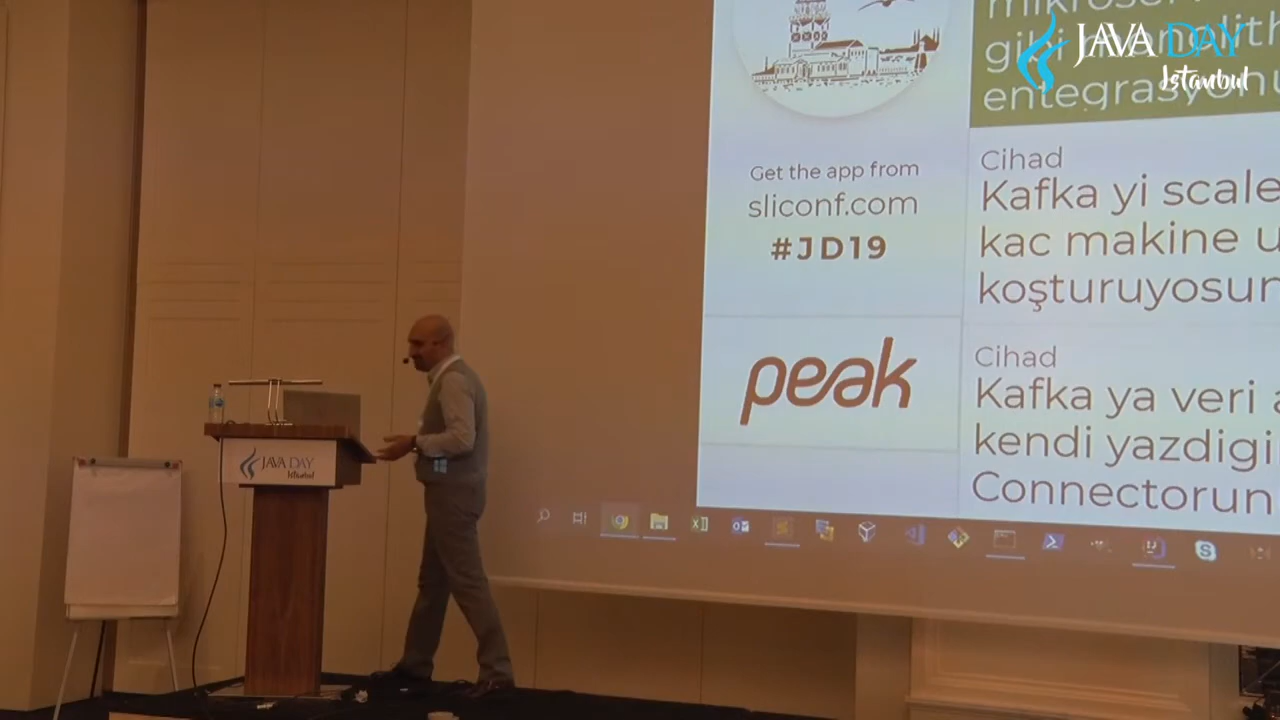 JAVA DAY
Istanbul
entegrasyonu
Get the app from
sliconf.com
#JD19
Cihad
Kafka yi scale
kac makine
koşturuyosun
peak
Cihad
Kafka ya veri
kendi yazdigi
Connectorun
JAVA DAY
Istanbul